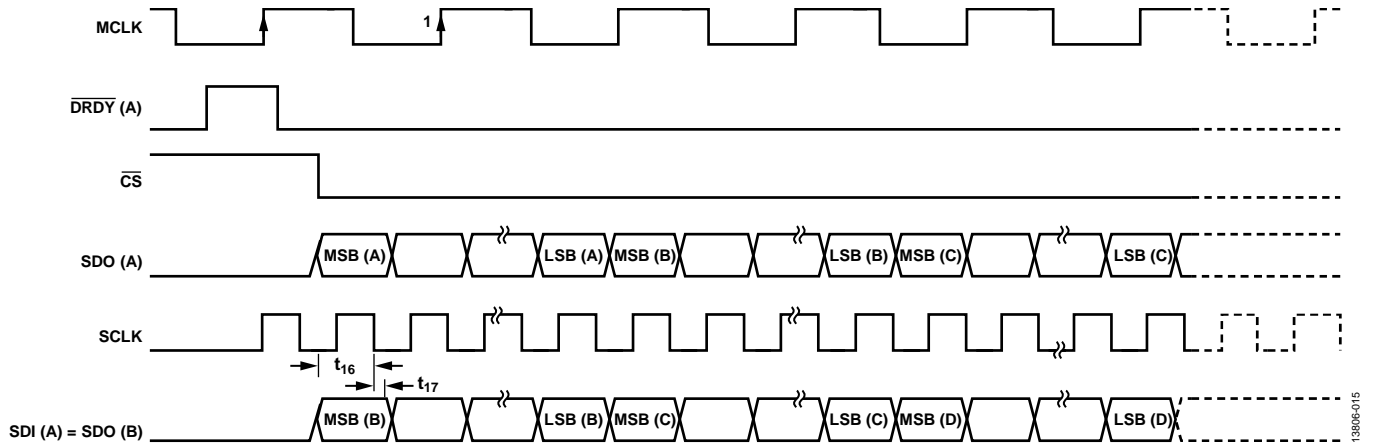 MCLK
1
DRDY (A)
CS
SDO (A)
MSB (A)
LSB (A)
MSB (B)
LSB (B)
MSB (C)
LSB (C)
SCLK
t16
t17
SDI (A) = SDO (B)
MSB (B)
LSB (B)
MSB (C)
LSB (C)
MSB (D)
LSB (D)
13806-015